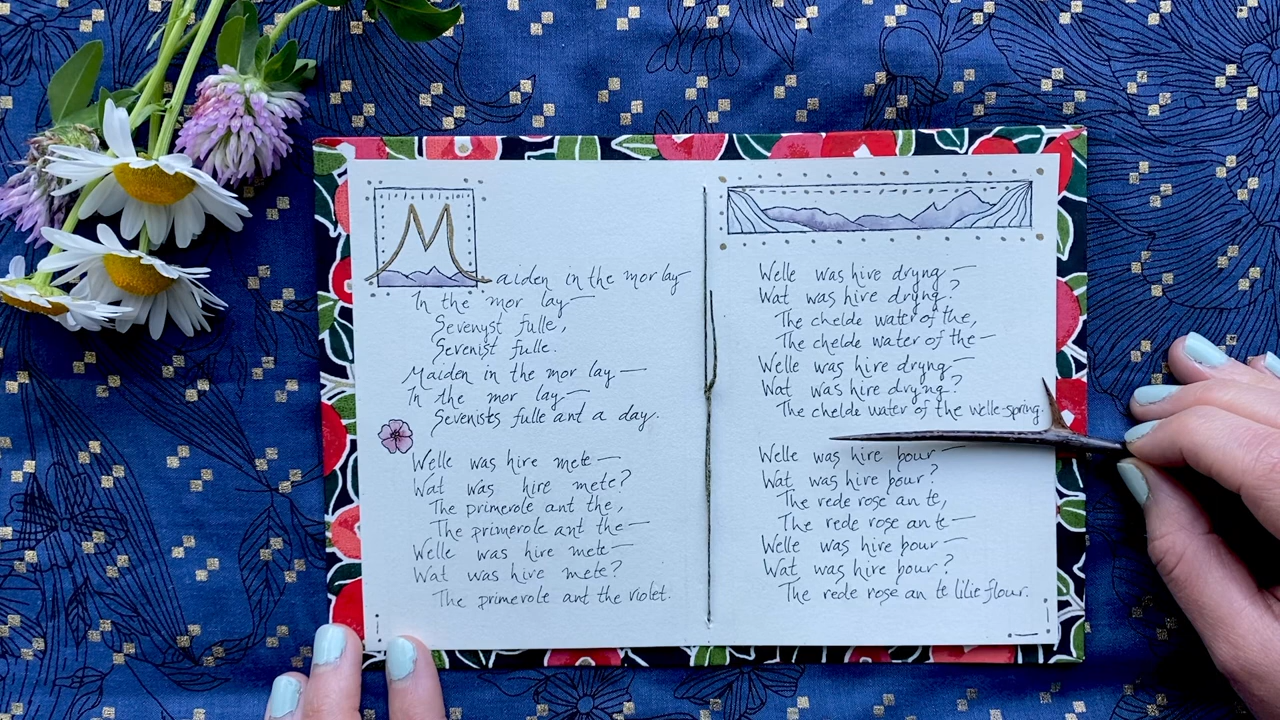 Maiden in the mor lay—
In the mor lay—
Sevenyst fulle,
Sevenist fulle.
Maiden in the mor lay—
In the mor lay—
Sevenistes fulle ant a day.
Welle was hire mete—
Wat was hire mete?
The primerole ant the,
The primerole ant the—
Welle was hire mete—
Wat was hire mete?
The primerole ant the violet.
Welle was hire dryng—
Wat was hire dryng?
The chelde water of the,
The chelde water of the—
Welle was hire dryng—
Wat was hire dryng?
The chelde water of the welle-spring.
Welle was hire bour—
Wat was hire bour?
The rede rose an te,
The rede rose an te—
Welle was hire bour—
Wat was hire bour?
The rede rose an te lilie flour.